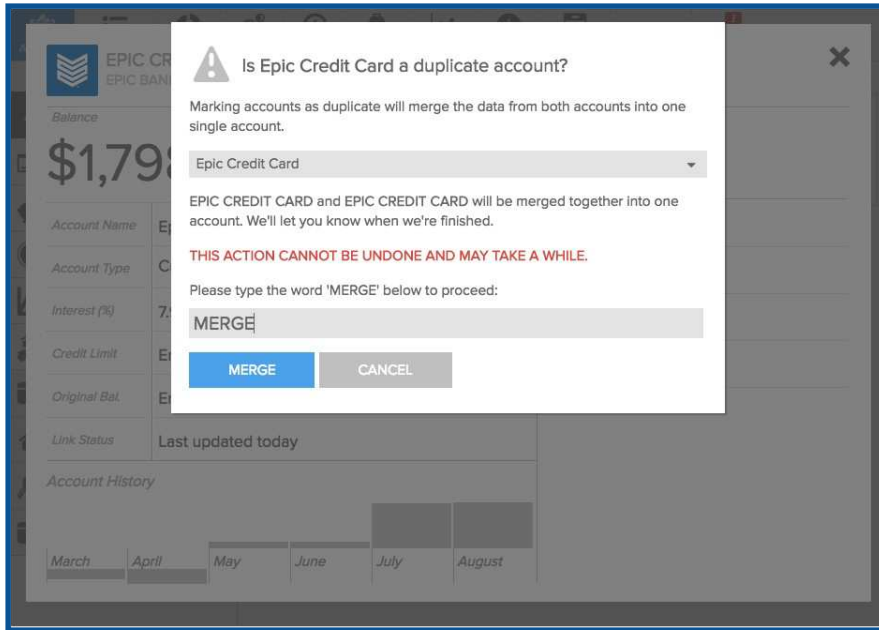 EPIC
EPIC
Is Epic Credit Card a duplicate account?
Marking accounts as duplicate will merge the data from both accounts into one
single account.
Balance
$1,79
Epic Credit Card
EPIC CREDIT CARD and EPIC CREDIT CARD will be merged together into one
account. We'll let you know when we're finished.
Account Name
THIS ACTION CANNOT BE UNDONE AND MAY TAKE A WHILE.
Account Type
Please type the word 'MERGE' below to proceed:
Interest (%) 7.
MERGE
Credit Limit
MERGE CANCEL
Original Bal.
Link Status Last updated today
Account History
March April May June July August